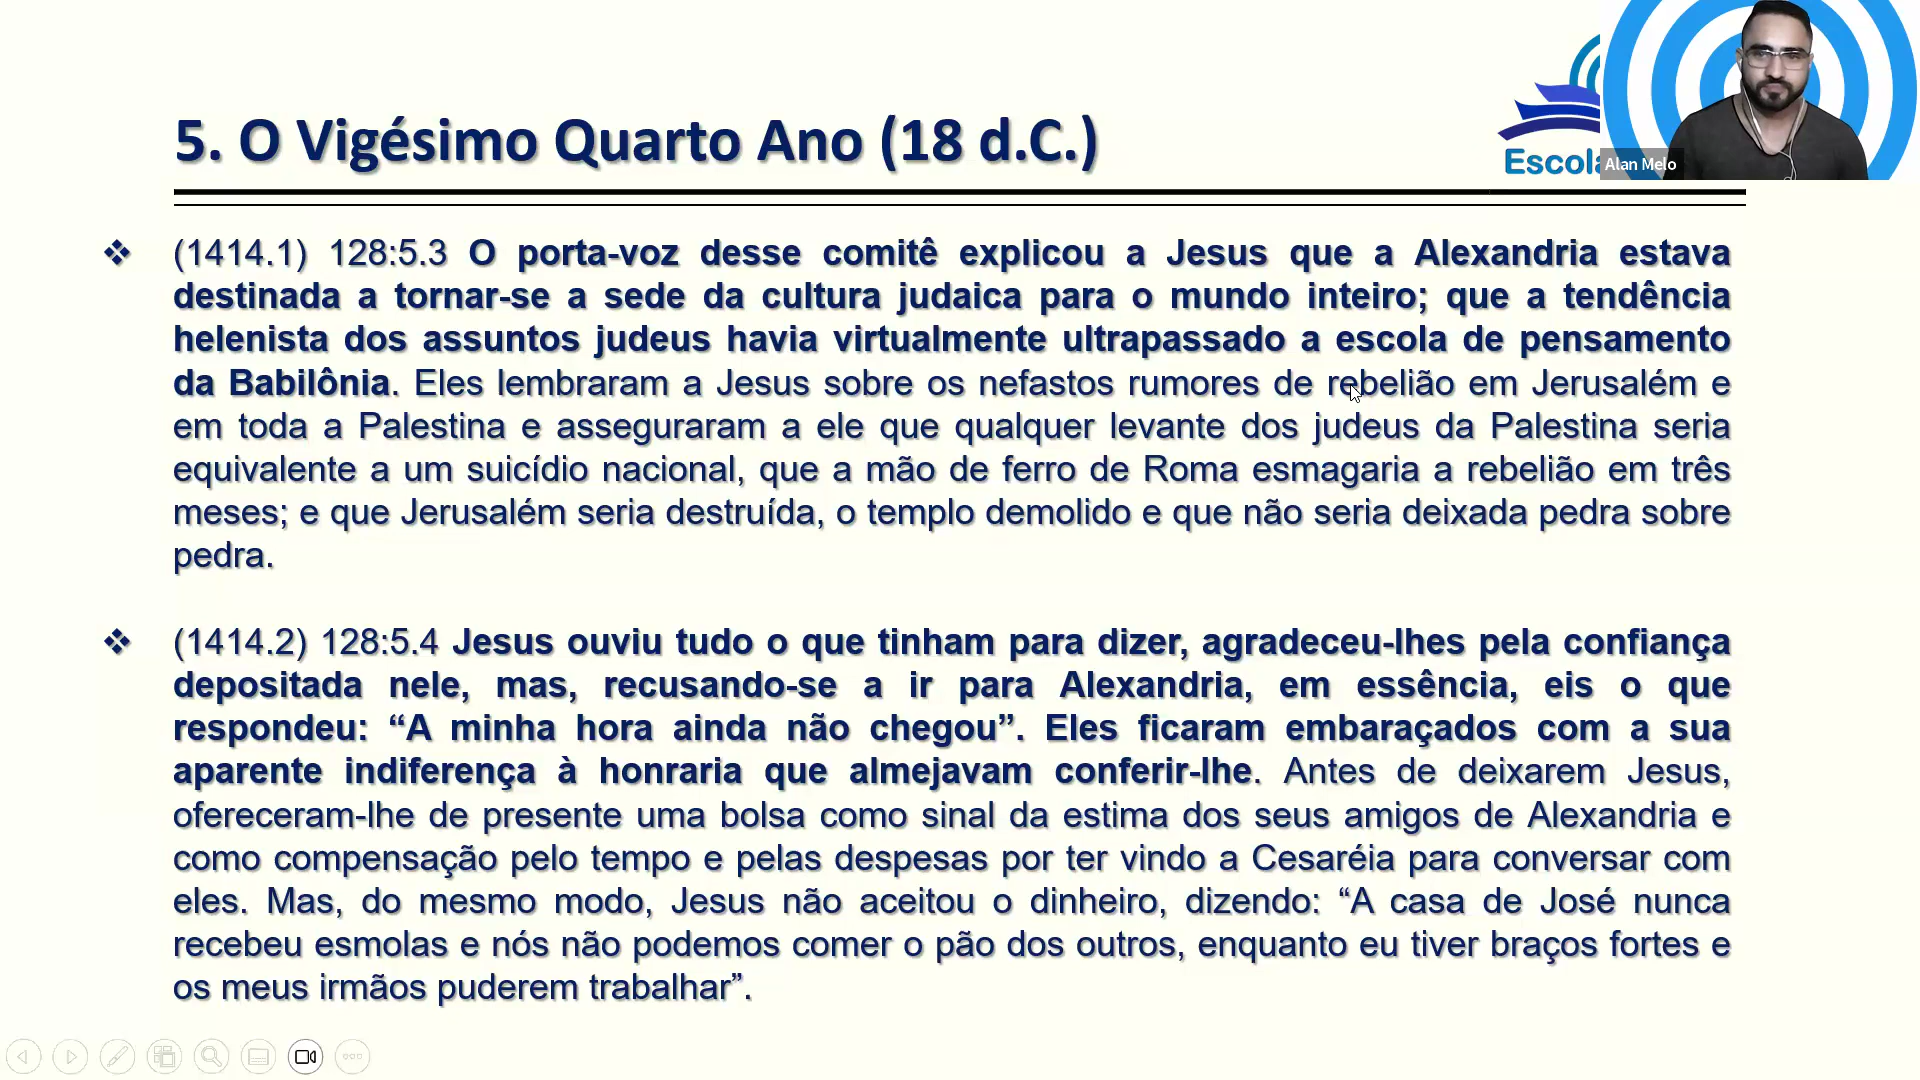 5. O Vigésimo Quarto Ano (18 d.C.)
Escola
Alan Melo
(1414.1) 128:5.3 O porta-voz desse comitê explicou a Jesus que a Alexandria estava
destinada a tornar-se a sede da cultura judaica para o mundo inteiro; que a tendência
helenista dos assuntos judeus havia virtualmente ultrapassado a escola de pensamento
da Babilônia. Eles lembraram a Jesus sobre os nefastos rumores de rebelião em Jerusalém e
em toda a Palestina e asseguraram a ele que qualquer levante dos judeus da Palestina seria
equivalente a um suicídio nacional, que a mão de ferro de Roma esmagaria a rebelião em três
meses; e que Jerusalém seria destruída, o templo demolido e que não seria deixada pedra sobre
pedra.
(1414.2) 128:5.4 Jesus ouviu tudo o que tinham para dizer, agradeceu-lhes pela confiança
depositada nele, mas, recusando-se a ir para Alexandria, em essência, eis o que
respondeu: “A minha hora ainda não chegou”. Eles ficaram embaraçados com a sua
aparente indiferença à honraria que almejavam conferir-lhe. Antes de deixarem Jesus,
ofereceram-lhe de presente uma bolsa como sinal da estima dos seus amigos de Alexandria e
como compensação pelo tempo e pelas despesas por ter vindo a Cesaréia para conversar com
eles. Mas, do mesmo modo, Jesus não aceitou o dinheiro, dizendo: “A casa de José nunca
recebeu esmolas e nós não podemos comer o pão dos outros, enquanto eu tiver braços fortes e
os meus irmãos puderem trabalhar”.